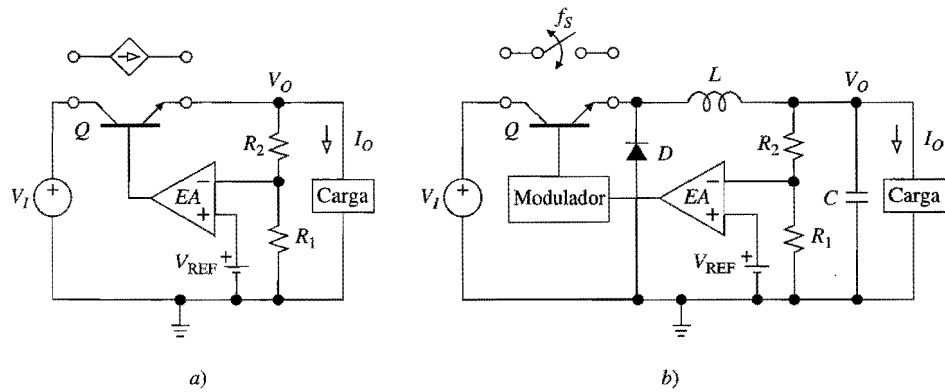 f_S
V_O
L
V_O
Q
R_2
I_O
Q
R_2
I_O
D
V_I
+
EA
−
+
Carga
V_I
+
Modulador
EA
−
+
C
Carga
R_1
R_1
V_REF
+
V_REF
+
a)
b)